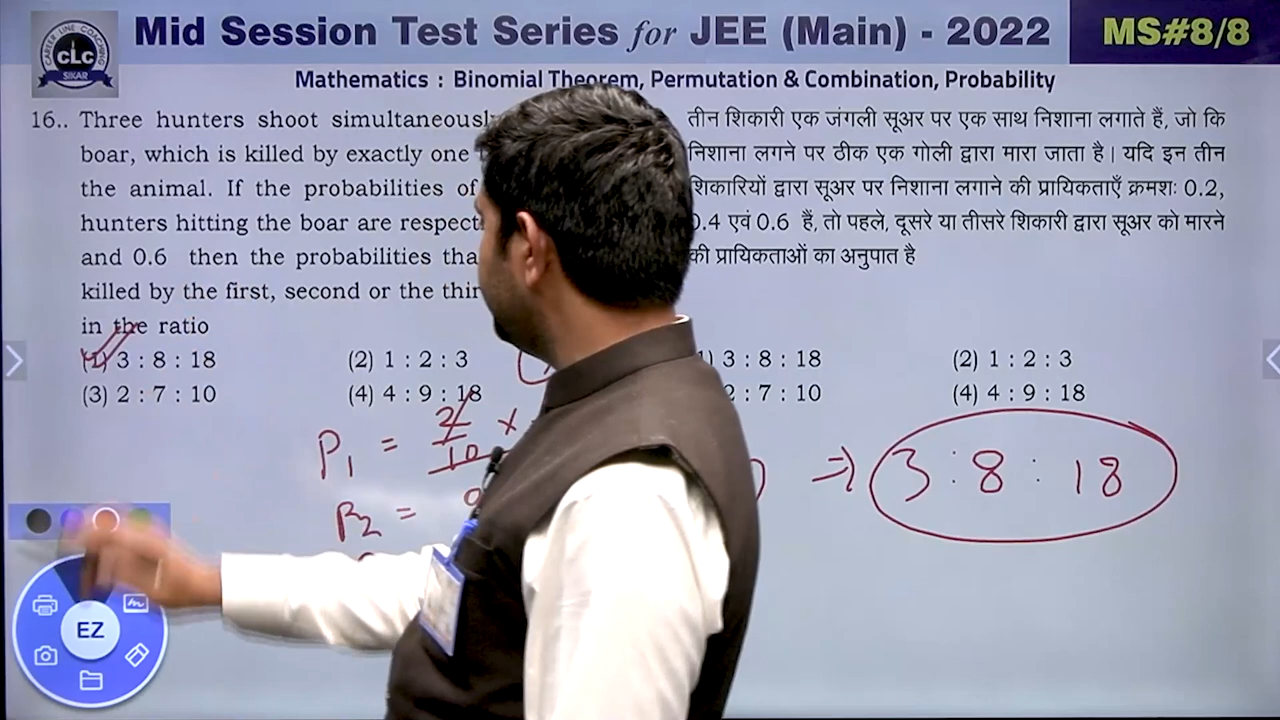 Mid Session Test Series for JEE (Main) - 2022
MS#8/8
CAREER LINE COACHING
CLC
SIKAR
Mathematics : Binomial Theorem, Permutation & Combination, Probability
16.. Three hunters shoot simultaneously
boar, which is killed by exactly one
the animal. If the probabilities of
hunters hitting the boar are
and 0.6 then the probabilities
killed by the first, second or the
in the ratio
(1) 3 : 8 : 18
(2) 1 : 2 : 3
(3) 2 : 7 : 10
(4) 4 : 9 : 18
तीन शिकारी एक जंगली सूअर पर एक साथ निशाना लगाते हैं, जो कि
निशाना लगने पर ठीक एक गोली द्वारा मारा जाता है। यदि इन तीन
शिकारियों द्वारा सूअर पर निशाना लगाने की प्रायिकताएँ क्रमशः 0.2,
0.4 एवं 0.6 हैं, तो पहले, दूसरे या तीसरे शिकारी द्वारा सूअर को मारने
की प्रायिकताओं का अनुपात है
1) 3 : 8 : 18
(2) 1 : 2 : 3
2 : 7 : 10
(4) 4 : 9 : 18
P1 = 2/10 ×
P2 =
⇒ 3 : 8 : 18
EZ